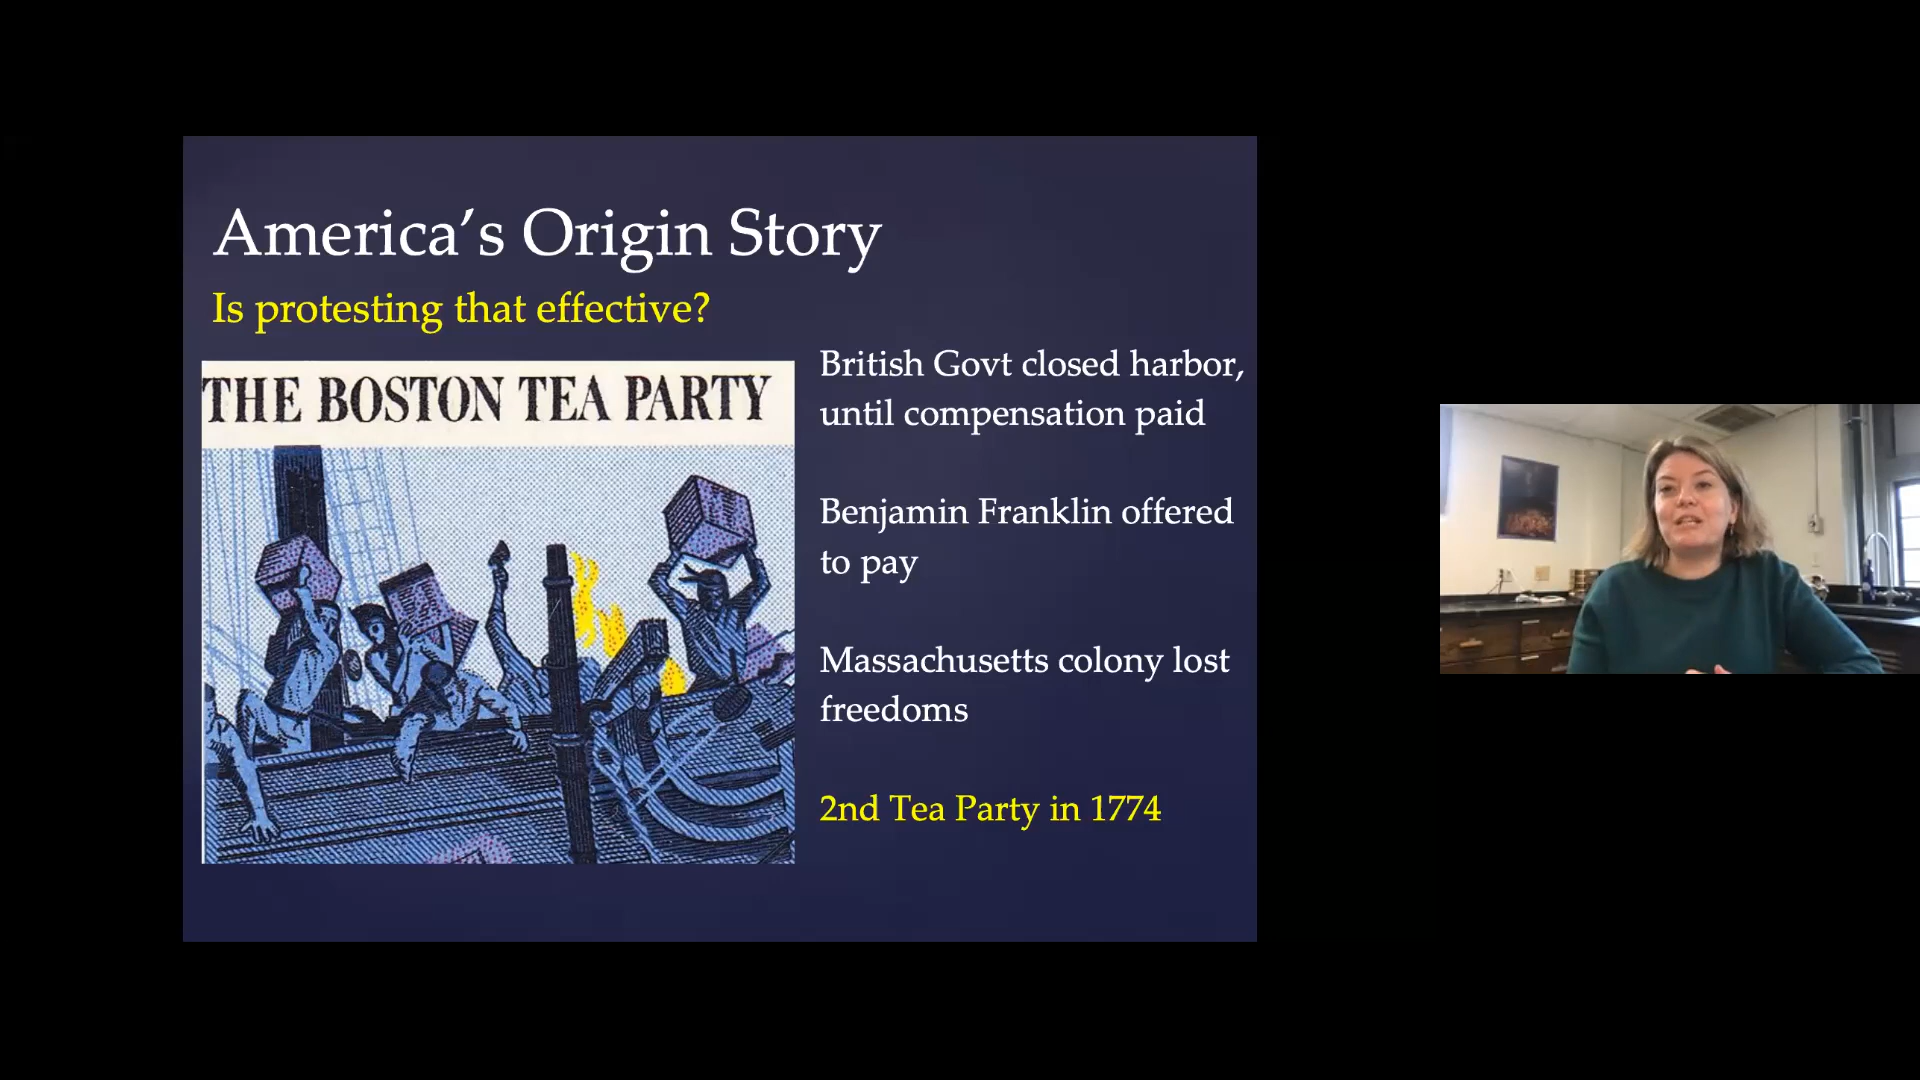 America’s Origin Story
Is protesting that effective?
THE BOSTON TEA PARTY
British Govt closed harbor,
until compensation paid
Benjamin Franklin offered
to pay
Massachusetts colony lost
freedoms
2nd Tea Party in 1774